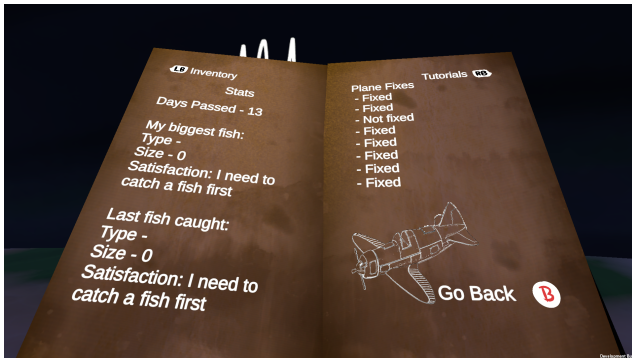 LB Inventory
Stats
Days Passed - 13
My biggest fish:
Type -
Size - 0
Satisfaction: I need to
catch a fish first
Last fish caught:
Type -
Size - 0
Satisfaction: I need to
catch a fish first
Tutorials RB
Plane Fixes
- Fixed
- Fixed
- Not fixed
- Fixed
- Fixed
- Fixed
- Fixed
- Fixed
Go Back B
Development